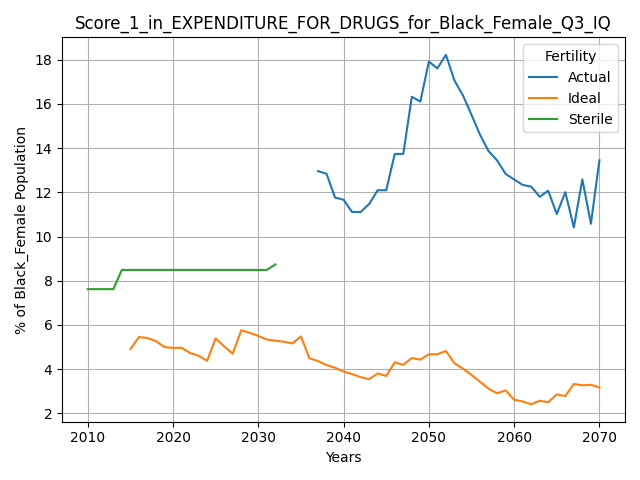 Score_1_in_EXPENDITURE_FOR_DRUGS_for_Black_Female_Q3_IQ
Fertility
Actual
Ideal
Sterile
% of Black_Female Population
18
16
14
12
10
8
6
4
2
2010 2020 2030 2040 2050 2060 2070
Years